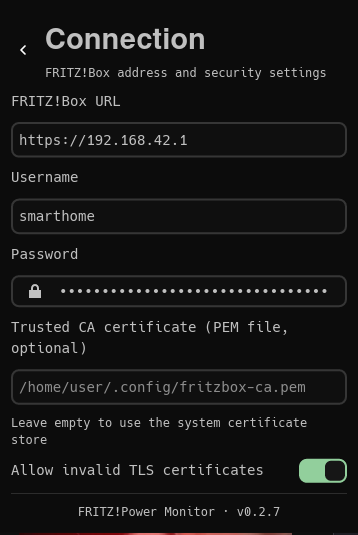 Connection
FRITZ!Box address and security settings
FRITZ!Box URL
https://192.168.42.1
Username
smarthome
Password
••••••••••••••••••••••••••••••••
Trusted CA certificate (PEM file,
optional)
/home/user/.config/fritzbox-ca.pem
Leave empty to use the system certificate
store
Allow invalid TLS certificates
FRITZ!Power Monitor · v0.2.7